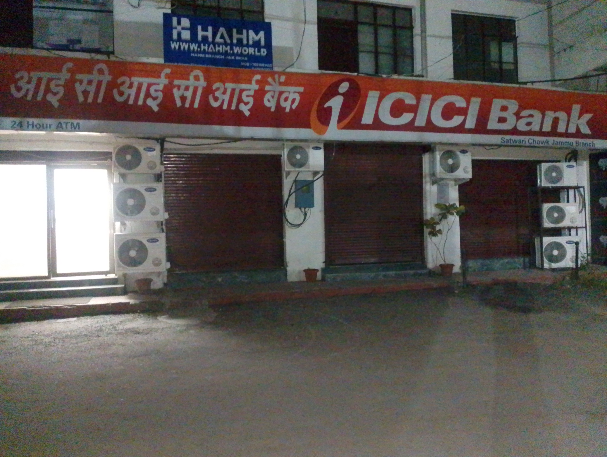 HAHM
WWW.HAHM.WORLD
आई सी आई सी आई बैंक
ICICI Bank
24 Hour ATM
Satwari Chowk Jammu Branch